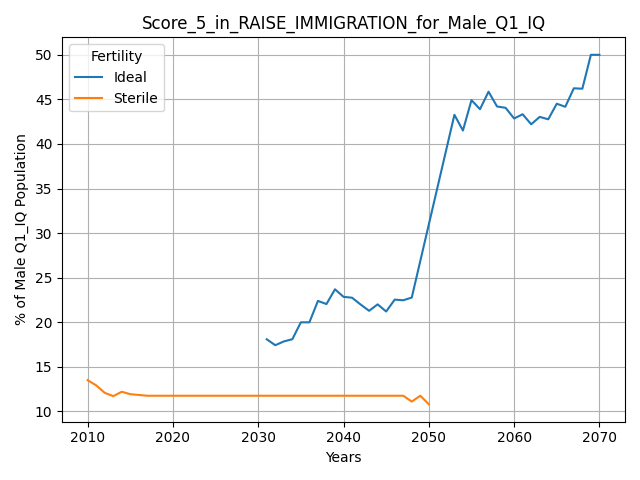 Score_5_in_RAISE_IMMIGRATION_for_Male_Q1_IQ
Fertility
Ideal
Sterile
% of Male Q1_IQ Population
50
45
40
35
30
25
20
15
10
2010 2020 2030 2040 2050 2060 2070
Years